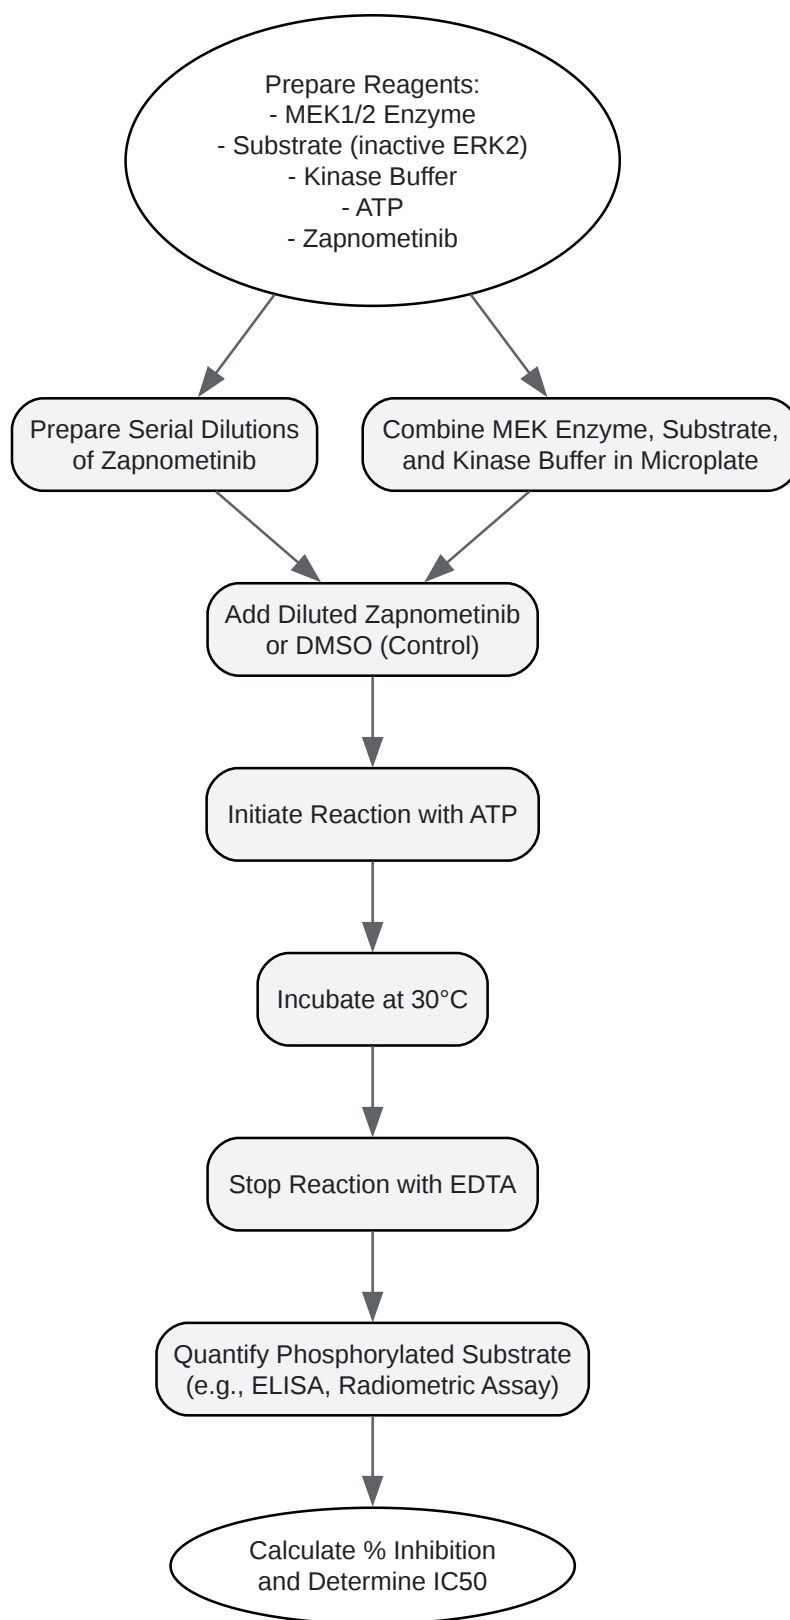 Prepare Reagents:
- MEK1/2 Enzyme
- Substrate (inactive ERK2)
- Kinase Buffer
- ATP
- Zapnometinib
Prepare Serial Dilutions
of Zapnometinib
Combine MEK Enzyme, Substrate,
and Kinase Buffer in Microplate
Add Diluted Zapnometinib
or DMSO (Control)
Initiate Reaction with ATP
Incubate at 30°C
Stop Reaction with EDTA
Quantify Phosphorylated Substrate
(e.g., ELISA, Radiometric Assay)
Calculate % Inhibition
and Determine IC50